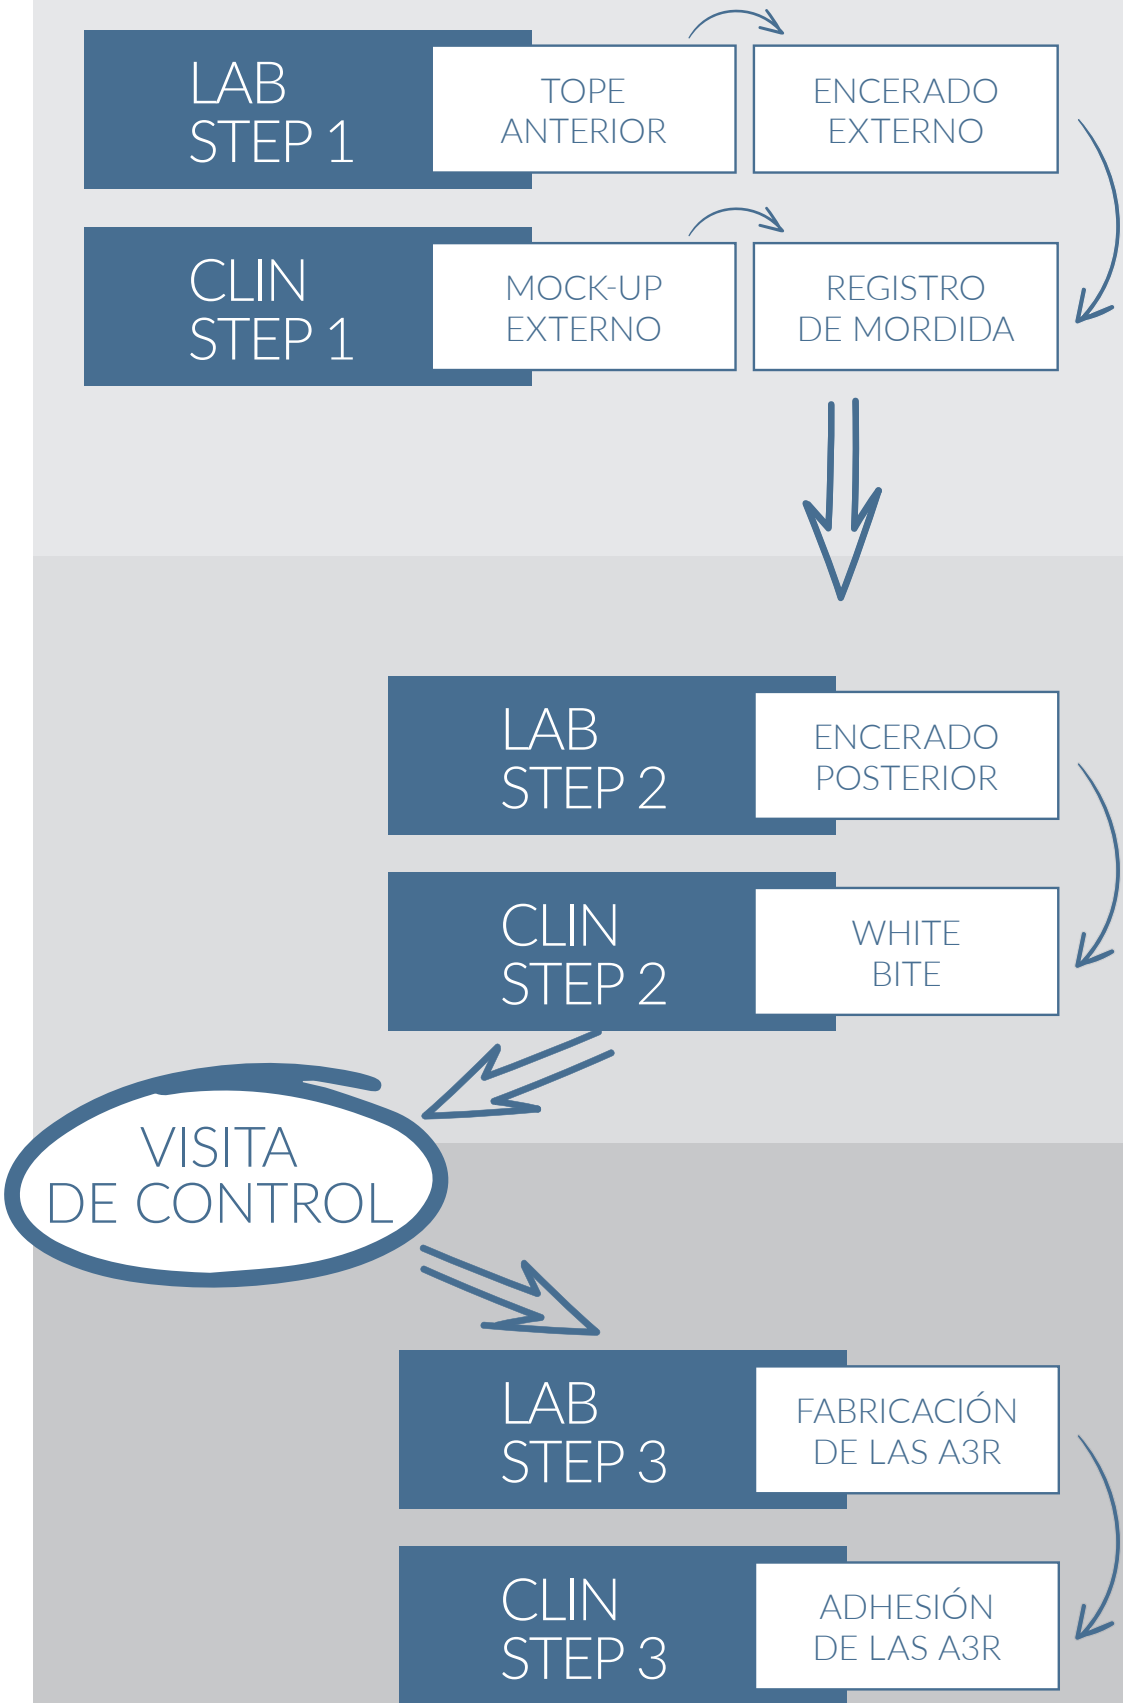 LAB
STEP 1
TOPE
ANTERIOR
ENCERADO
EXTERNO
CLIN
STEP 1
MOCK-UP
EXTERNO
REGISTRO
DE MORDIDA
LAB
STEP 2
ENCERADO
POSTERIOR
CLIN
STEP 2
WHITE
BITE
VISITA
DE CONTROL
LAB
STEP 3
FABRICACIÓN
DE LAS A3R
CLIN
STEP 3
ADHESIÓN
DE LAS A3R